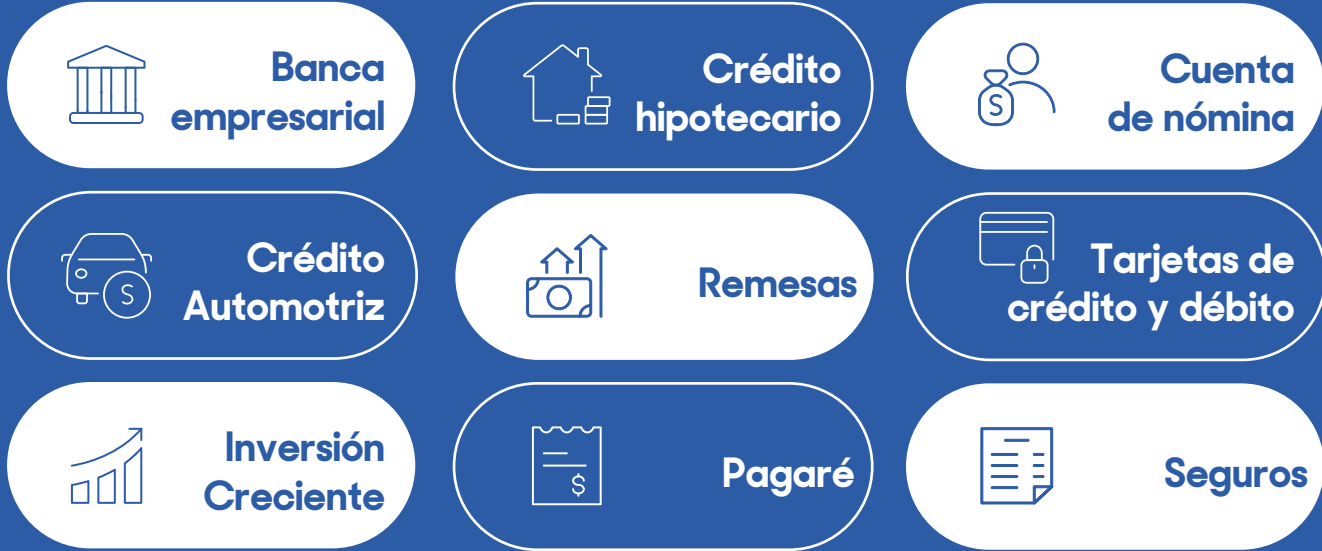 Banca
empresarial
Crédito
hipotecario
Cuenta
de nómina
Crédito
Automotriz
Remesas
Tarjetas de
crédito y débito
Inversión
Creciente
Pagaré
Seguros